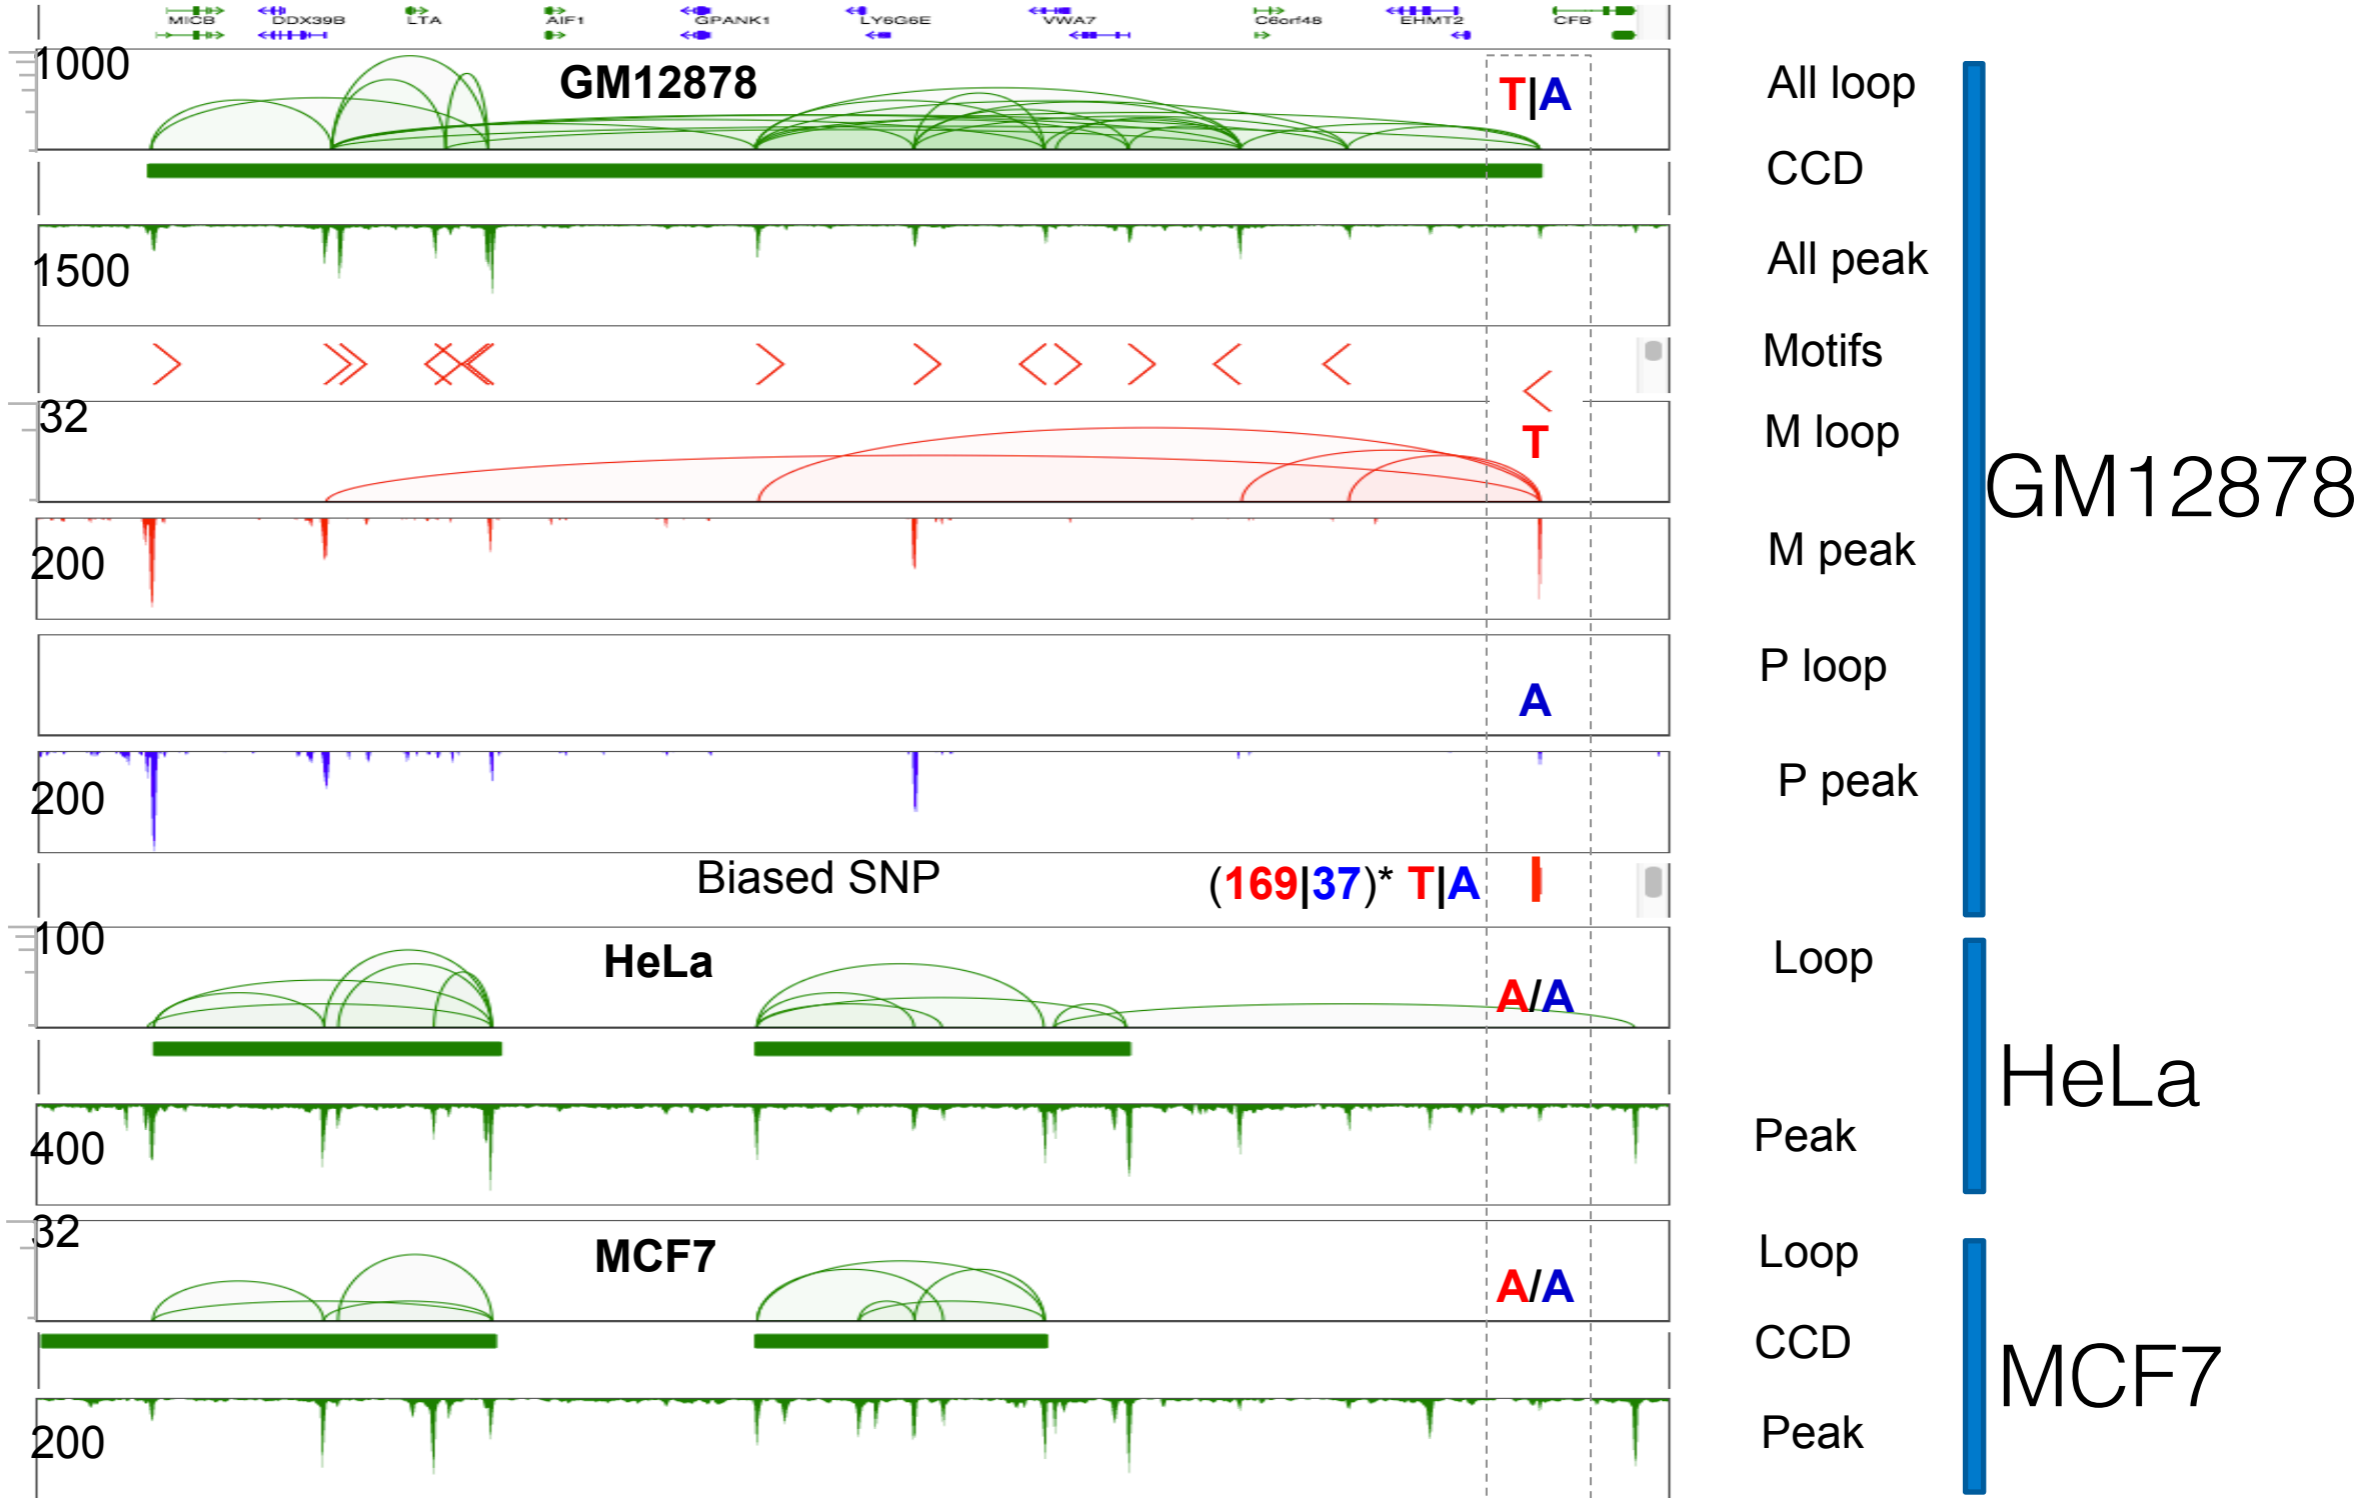 MICB DDX39B LTA AIF1 GPANK1 LY6G6E VWA7 C6orf48 EHMT2 CFB
1000 GM12878 T|A All loop
CCD
1500 All peak
Motifs
32 T M loop
GM12878
200 M peak
A P loop
200 P peak
Biased SNP (169|37)* T|A
100 HeLa A/A Loop
HeLa
400 Peak
32 MCF7 A/A Loop
CCD
MCF7
200 Peak